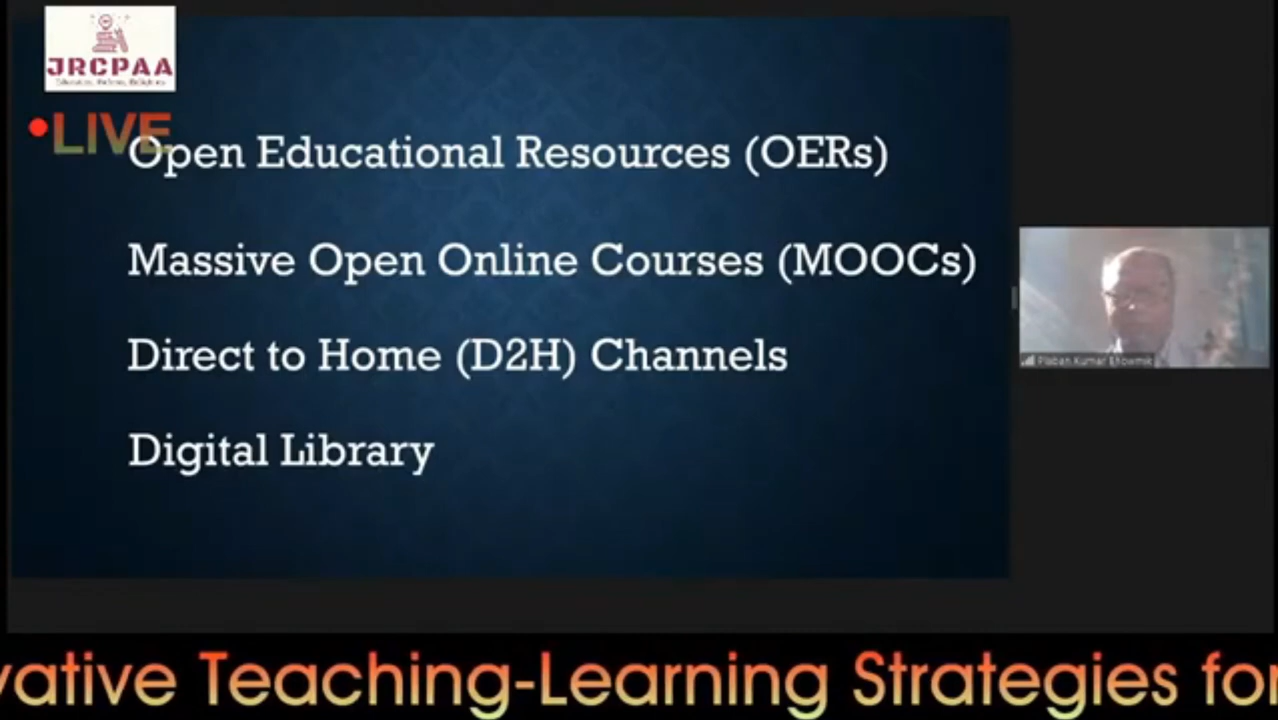 JRCPAA
LIVE
Open Educational Resources (OERs)
Massive Open Online Courses (MOOCs)
Direct to Home (D2H) Channels
Digital Library
Kumar
vative Teaching-Learning Strategies for